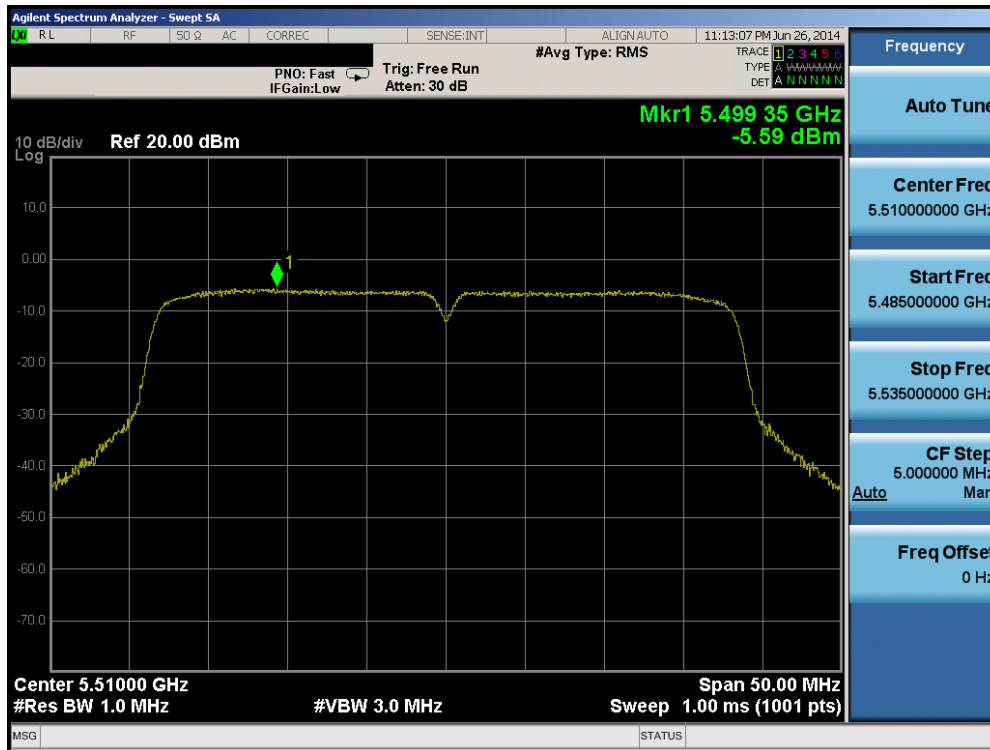 Agilent Spectrum Analyzer - Swept SA
LXI RL RF 50 Ω AC CORREC SENSE:INT ALIGN AUTO 11:13:07 PM Jun 26, 2014
#Avg Type: RMS
TRACE 1 2 3 4 5 6
PNO: Fast Trig: Free Run
TYPE A WWWWW
IFGain:Low Atten: 30 dB
DET A N N N N N
Mkr1 5.499 35 GHz
-5.59 dBm
10 dB/div Ref 20.00 dBm
Log
10.0
0.00
1
-10.0
-20.0
-30.0
-40.0
-50.0
-60.0
-70.0
Center 5.51000 GHz Span 50.00 MHz
#Res BW 1.0 MHz #VBW 3.0 MHz Sweep 1.00 ms (1001 pts)
MSG STATUS
Frequency
Auto Tune
Center Freq
5.510000000 GHz
Start Freq
5.485000000 GHz
Stop Freq
5.535000000 GHz
CF Step
5.000000 MHz
Auto Man
Freq Offset
0 Hz